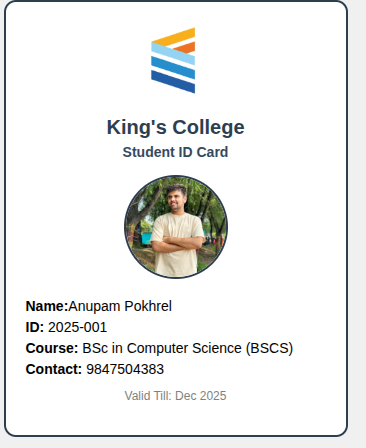 King's College
Student ID Card
Name:Anupam Pokhrel
ID: 2025-001
Course: BSc in Computer Science (BSCS)
Contact: 9847504383
Valid Till: Dec 2025